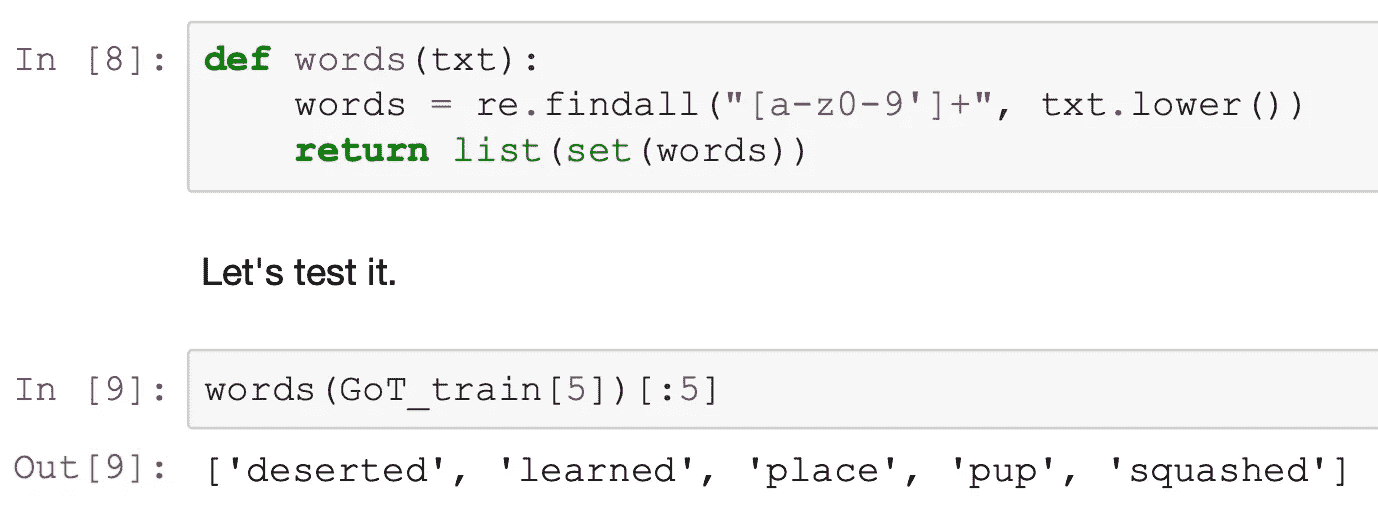 In [8]: def words(txt):
    words = re.findall("[a-z0-9']+", txt.lower())
    return list(set(words))
Let's test it.
In [9]: words(GoT_train[5])[:5]
Out[9]: ['deserted', 'learned', 'place', 'pup', 'squashed']